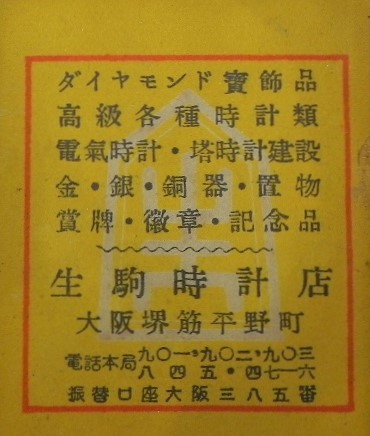 ダイヤモンド寶飾品
高級各種時計類
電氣時計・塔時計建設
金・銀・銅器・置物
賞牌・徽章・記念品
生駒時計店
大阪堺筋平野町
電話本局九〇一、九〇二、九〇三
八四五・四七一六
振替口座大阪三八五番